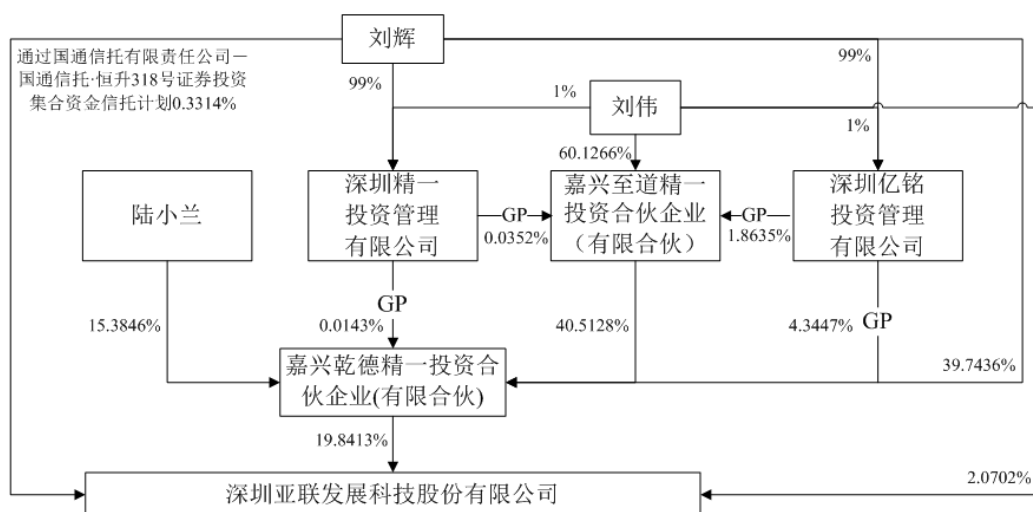 刘辉
通过国通信托有限责任公司－
国通信托·恒升318号证券投资
集合资金信托计划0.3314%
99%
99%
1%
刘伟
1%
60.1266%
陆小兰
深圳精一
投资管理
有限公司
GP
0.0352%
嘉兴至道精一
投资合伙企业
（有限合伙）
GP
1.8635%
深圳亿铭
投资管理
有限公司
15.3846%
GP
0.0143%
40.5128%
4.3447%
GP
39.7436%
嘉兴乾德精一投资合
伙企业(有限合伙)
19.8413%
深圳亚联发展科技股份有限公司
2.0702%